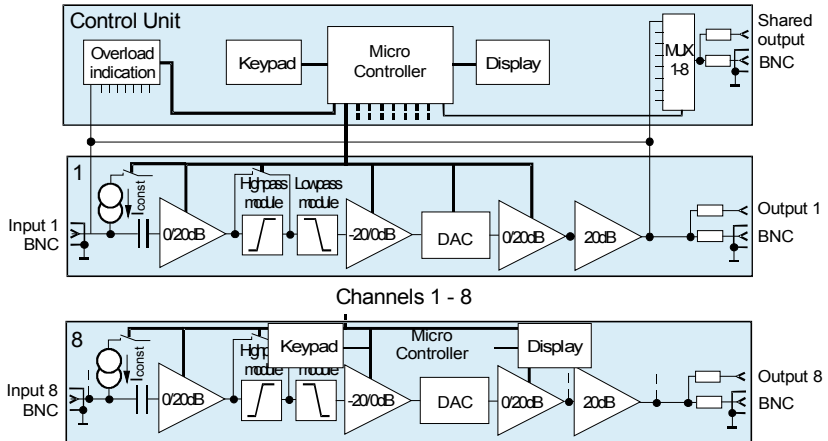 Control Unit
Overload
indication
Keypad
Micro
Controller
Display
MUX
1-8
Shared
output
BNC
1
Iconst
Highpass
module
Lowpass
module
Input 1
BNC
0/20dB
-20/0dB
DAC
0/20dB
20dB
Output 1
BNC
Channels 1 - 8
8
Iconst
Keypad
Micro
Controller
Display
module
Input 8
BNC
0/20dB
-20/0dB
DAC
0/20dB
20dB
Output 8
BNC